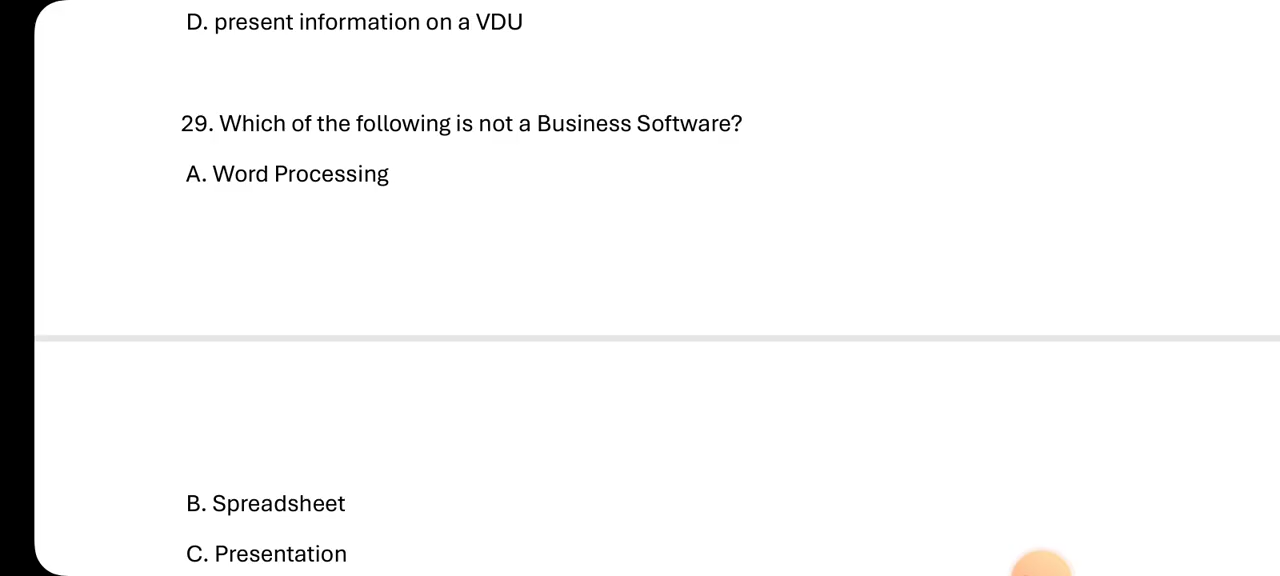 D. present information on a VDU
29. Which of the following is not a Business Software?
A. Word Processing
B. Spreadsheet
C. Presentation